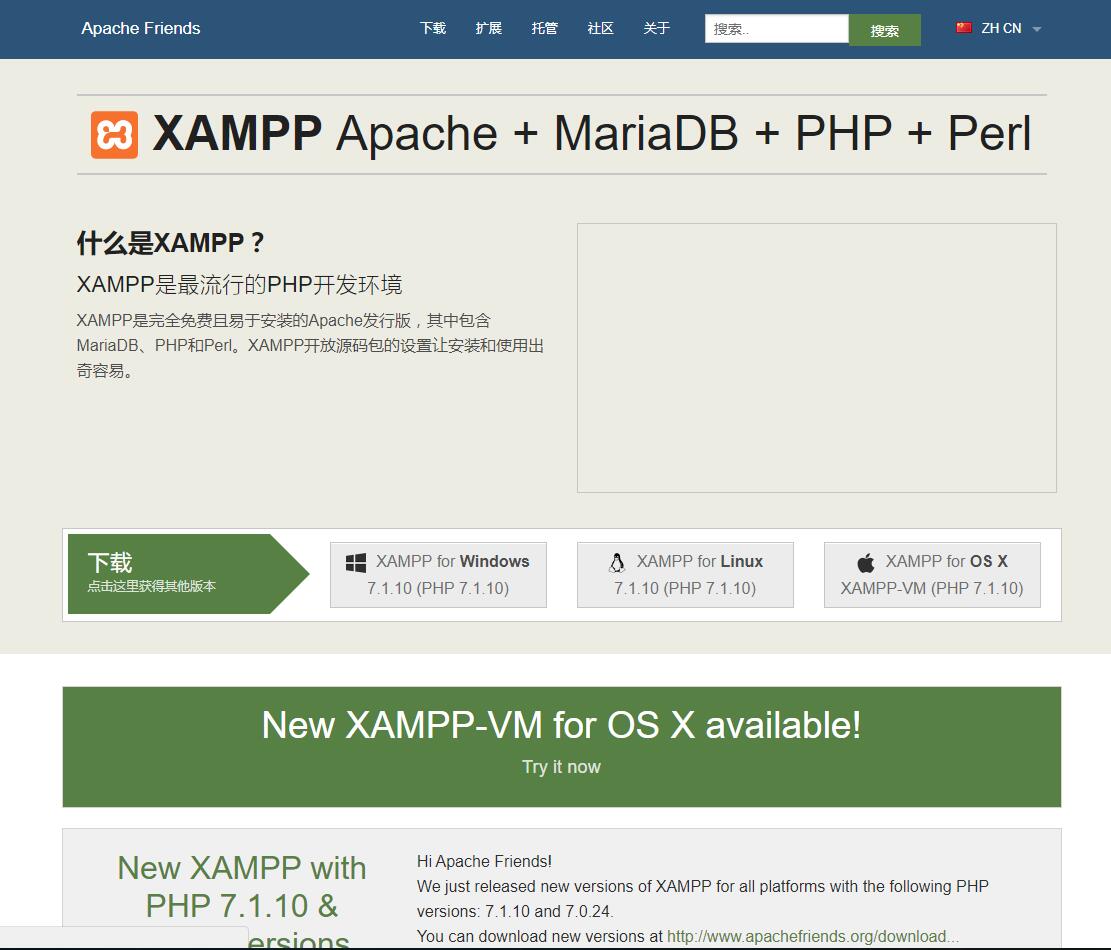 Apache Friends
下载 扩展 托管 社区 关于 搜索.. 搜索 ZH CN
XAMPP Apache + MariaDB + PHP + Perl
什么是XAMPP？
XAMPP是最流行的PHP开发环境
XAMPP是完全免费且易于安装的Apache发行版，其中包含
MariaDB、PHP和Perl。XAMPP开放源码包的设置让安装和使用出
奇容易。
下载
点击这里获得其他版本
XAMPP for Windows
7.1.10 (PHP 7.1.10)
XAMPP for Linux
7.1.10 (PHP 7.1.10)
XAMPP for OS X
XAMPP-VM (PHP 7.1.10)
New XAMPP-VM for OS X available!
Try it now
New XAMPP with
PHP 7.1.10 &
Hi Apache Friends!
We just released new versions of XAMPP for all platforms with the following PHP
versions: 7.1.10 and 7.0.24.
You can download new versions at http://www.apachefriends.org/download...